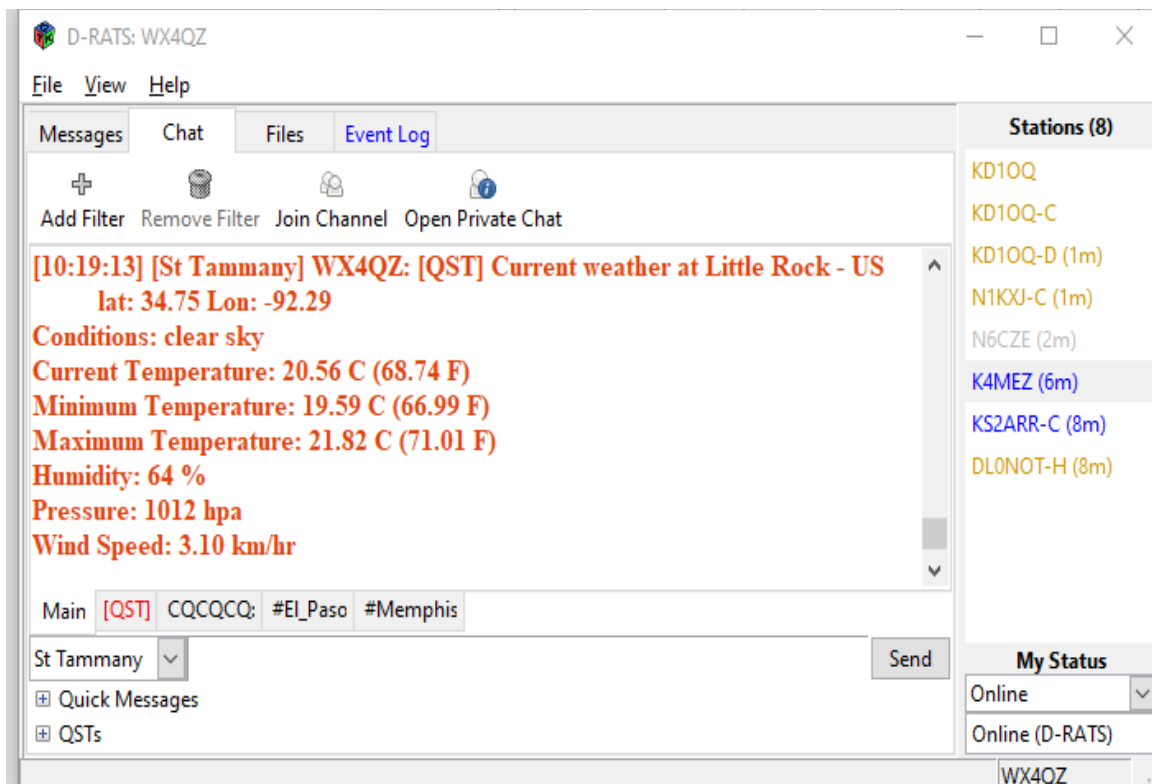 D-RATS: WX4QZ
File View Help
Messages Chat Files Event Log
Add Filter Remove Filter Join Channel Open Private Chat
[10:19:13] [St Tammany] WX4QZ: [QST] Current weather at Little Rock - US
lat: 34.75 Lon: -92.29
Conditions: clear sky
Current Temperature: 20.56 C (68.74 F)
Minimum Temperature: 19.59 C (66.99 F)
Maximum Temperature: 21.82 C (71.01 F)
Humidity: 64 %
Pressure: 1012 hpa
Wind Speed: 3.10 km/hr
Main [QST] CQCQCQ: #El_Paso #Memphis
St Tammany Send
Quick Messages
QSTs
Stations (8)
KD1OQ
KD1OQ-C
KD1OQ-D (1m)
N1KXJ-C (1m)
N6CZE (2m)
K4MEZ (6m)
KS2ARR-C (8m)
DL0NOT-H (8m)
My Status
Online
Online (D-RATS)
WX4QZ